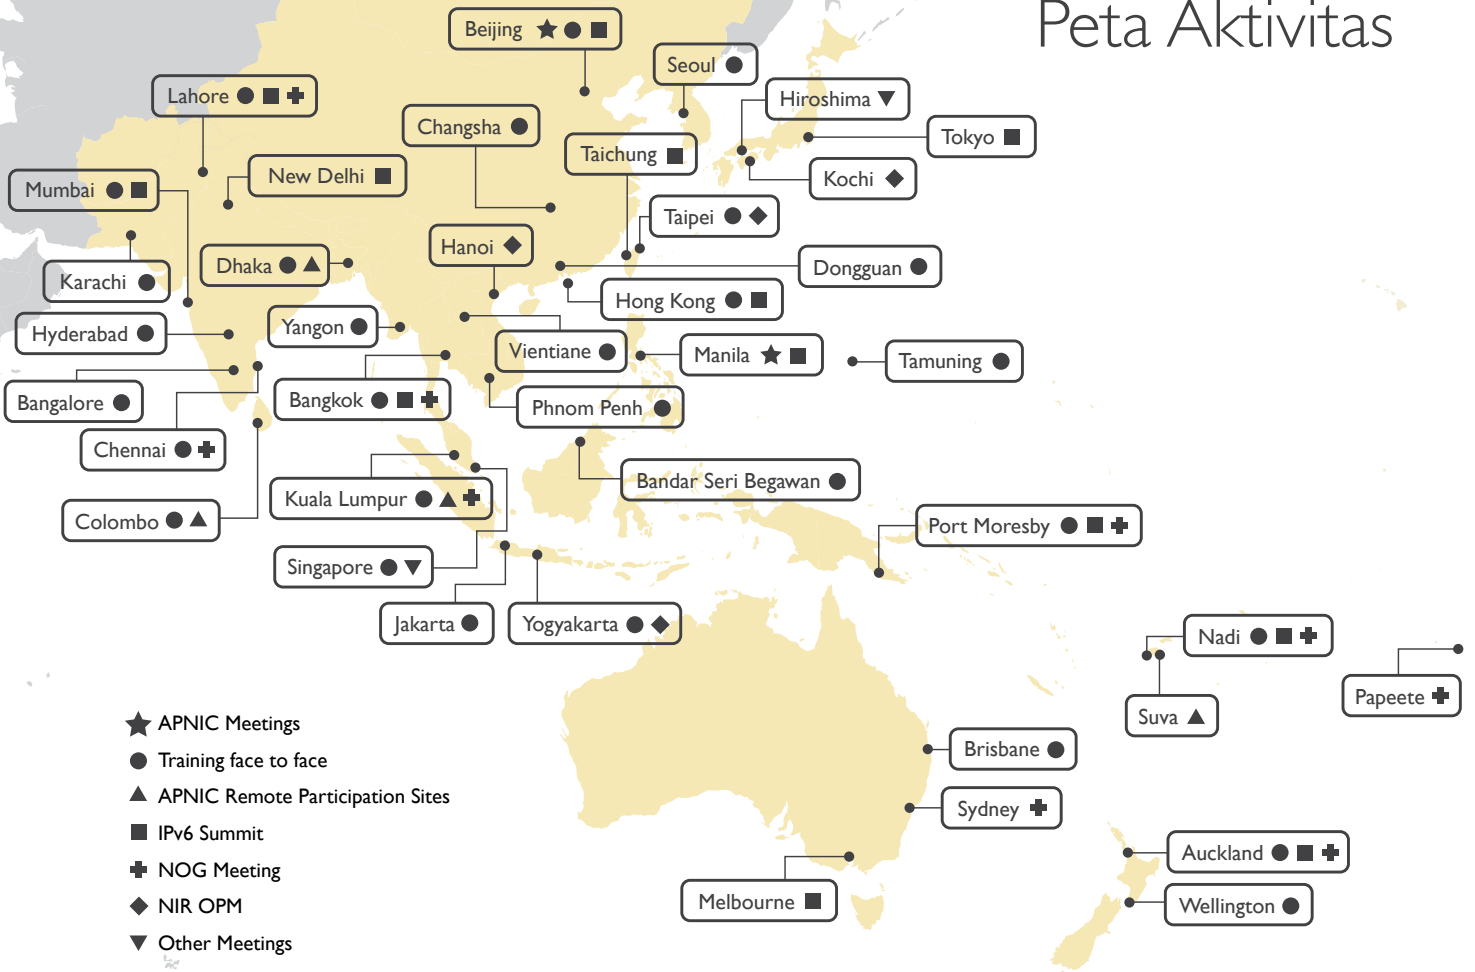 Peta Aktivitas
Beijing
Seoul
Lahore
Hiroshima
Changsha
Tokyo
Taichung
New Delhi
Kochi
Mumbai
Taipei
Hanoi
Dhaka
Dongguan
Karachi
Hong Kong
Hyderabad
Yangon
Vientiane
Manila
Tamuning
Bangalore
Bangkok
Phnom Penh
Chennai
Bandar Seri Begawan
Kuala Lumpur
Colombo
Port Moresby
Singapore
Jakarta
Yogyakarta
Nadi
Papeete
Suva
APNIC Meetings
Training face to face
APNIC Remote Participation Sites
IPv6 Summit
NOG Meeting
NIR OPM
Other Meetings
Brisbane
Sydney
Auckland
Melbourne
Wellington